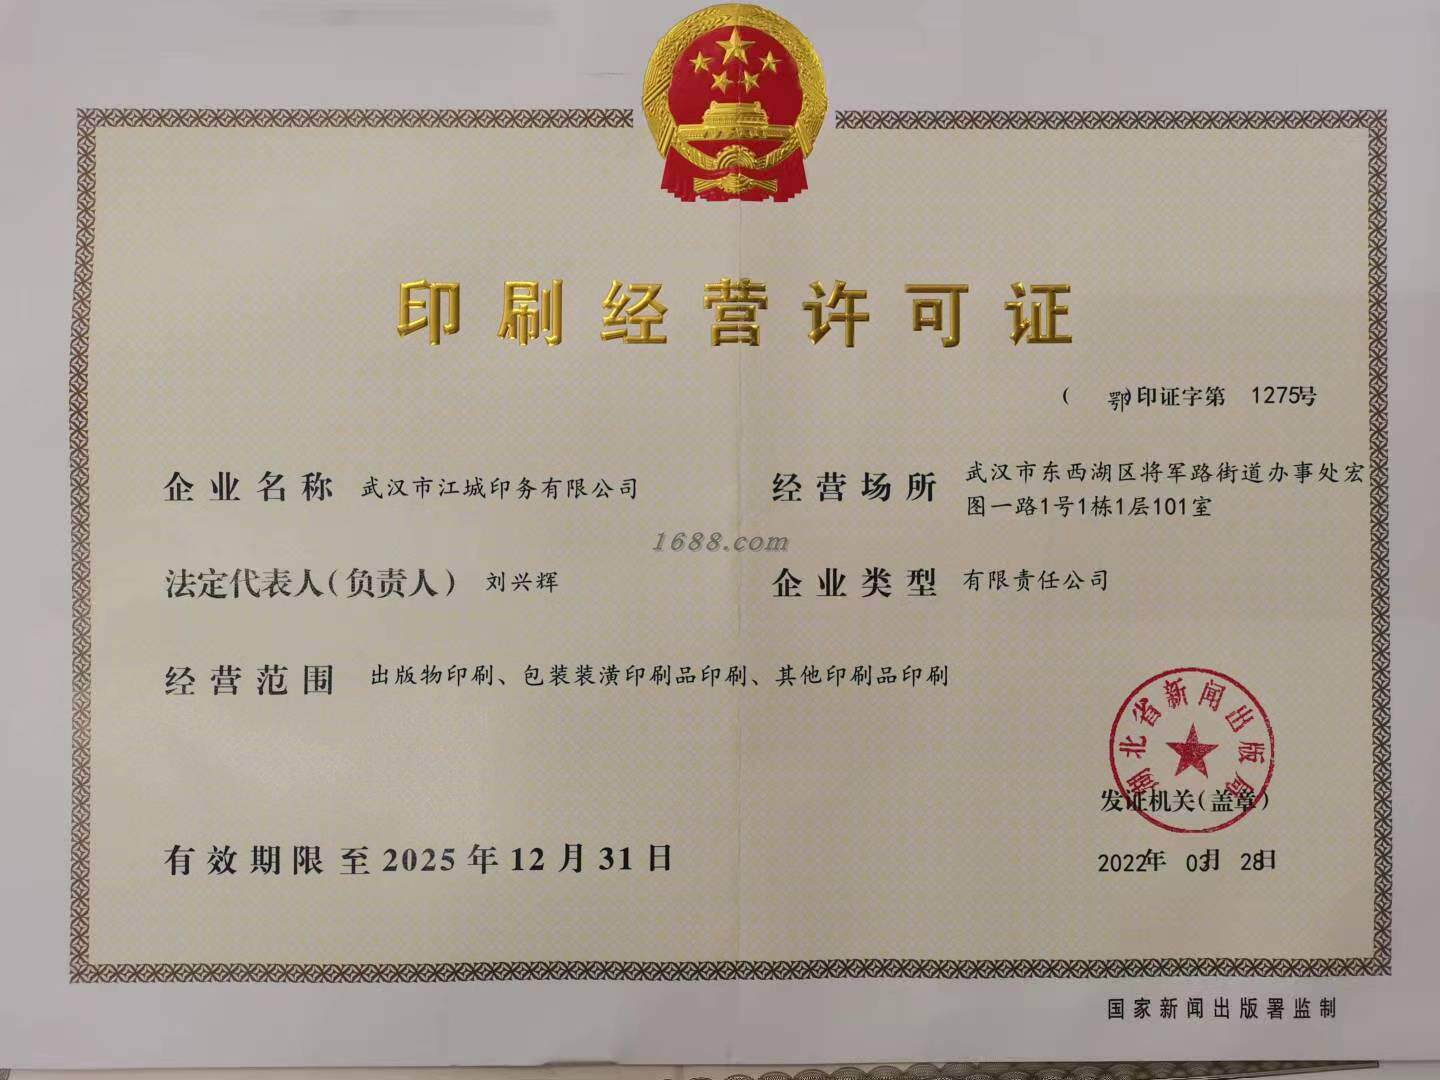 印刷经营许可证
（ 鄂）印证字第 1275号
企业名称 武汉市江城印务有限公司
经营场所 武汉市东西湖区将军路街道办事处宏
图一路1号1栋1层101室
1688.com
法定代表人（负责人） 刘兴辉
企业类型 有限责任公司
经营范围 出版物印刷、包装装潢印刷品印刷、其他印刷品印刷
湖北省新闻出版局
发证机关（盖章）
有效期限至2025年12月31日
2022年 03月 28日
国家新闻出版署监制